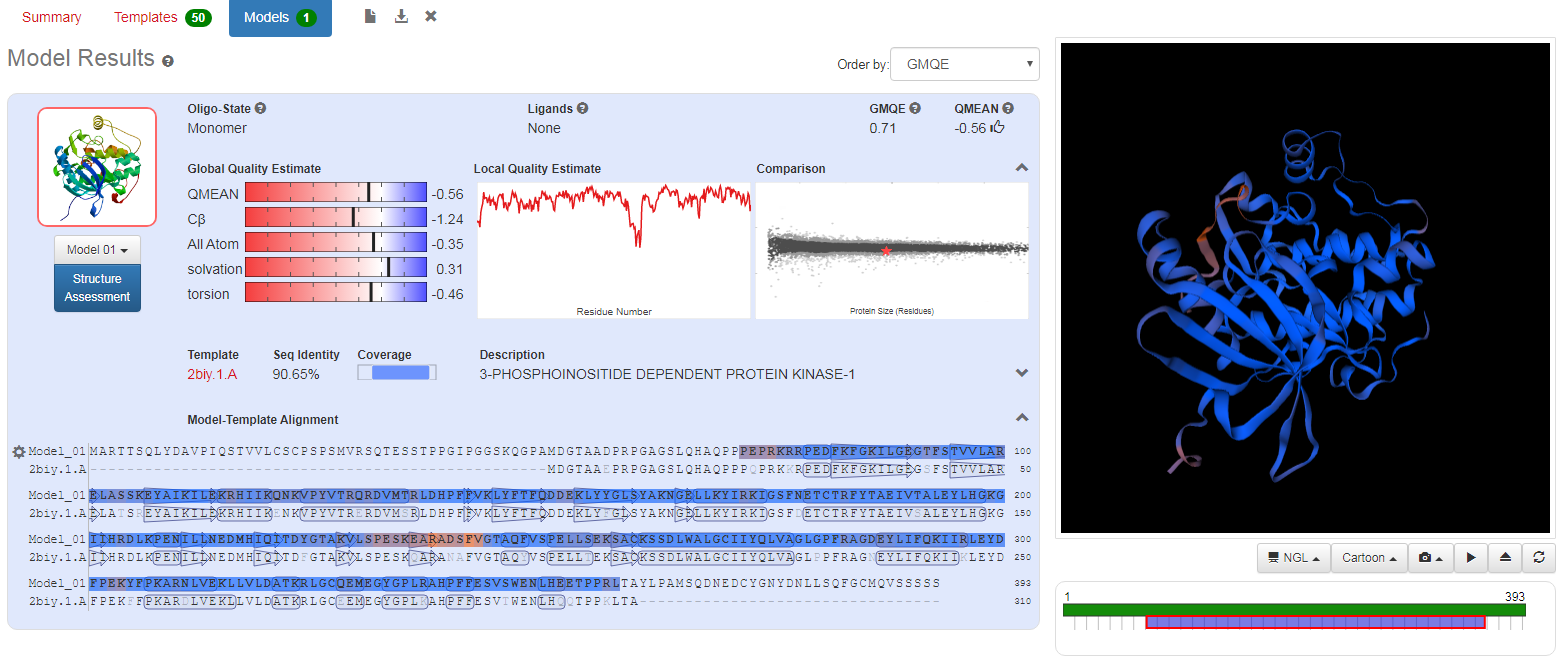 Summary Templates 50 Models 1
Model Results
Order by: GMQE
Oligo-State Ligands GMQE QMEAN
Monomer None 0.71 -0.56
Global Quality Estimate Local Quality Estimate Comparison
QMEAN -0.56
Cβ -1.24
All Atom -0.35
solvation 0.31
torsion -0.46
Residue Number
Protein Size (Residues)
Model 01
Structure
Assessment
Template Seq Identity Coverage Description
2biy.1.A 90.65% 3-PHOSPHOINOSITIDE DEPENDENT PROTEIN KINASE-1
Model-Template Alignment
Model_01 MARTTSQLYDAVPIQSTVVLCSCPSPSMVRSQTESSTPPGIPGGSKQGPAMDGTAADPRPGAGSLQHAQPPPEPRKRRPEDFKFGKILGEGTFSTVVLAR 100
2biy.1.A --------------------------------------------------MDGTAAEPRPGAGSLQHAQPPPQPRKKRPEDFKFGKILGEGSFSTVVLAR 50
Model_01 ELASSKEYAIKILEKRHIIKQNKVPYVTRQRDVMTRLDHPFFVKLYFTFQDDEKLYYGLSYAKNGELLKYIRKIGSFNETCTRFYTAEIVTALEYLHGKG 200
2biy.1.A ELATSREYAIKILEKRHIIKENKVPYVTRERDVMSRLDHPFFVKLYFTFQDDEKLYFGLSYAKNGELLKYIRKIGSFDETCTRFYTAEIVSALEYLHGKG 150
Model_01 IIHRDLKPENILLNEDMHIQITDYGTAKVLSPESKEARADSFVGTAQFVSPELLSEKSACKSSDLWALGCIIYQLVAGLGPFRAGDEYLIFQKIIRLEYD 300
2biy.1.A IIHRDLKPENILLNEDMHIQITDFGTAKVLSPESKQARANAFVGTAQYVSPELLTEKSACKSSDLWALGCIIYQLVAGLPPFRAGNEYLIFQKIIKLEYD 250
Model_01 FPEKYFPKARNLVEKLLVLDATKRLGCQEMEGYGPLRAHPFFESVSWENLHEETPPRLTAYLPAMSQDNEDCYGNYDNLLSQFGCMQVSSSSS 393
2biy.1.A FPEKFFPKARDLVEKLLVLDATKRLGCEEMEGYGPLKAHPFFESVTWENLHQQTPPKLTA--------------------------------- 310
NGL Cartoon
1 393